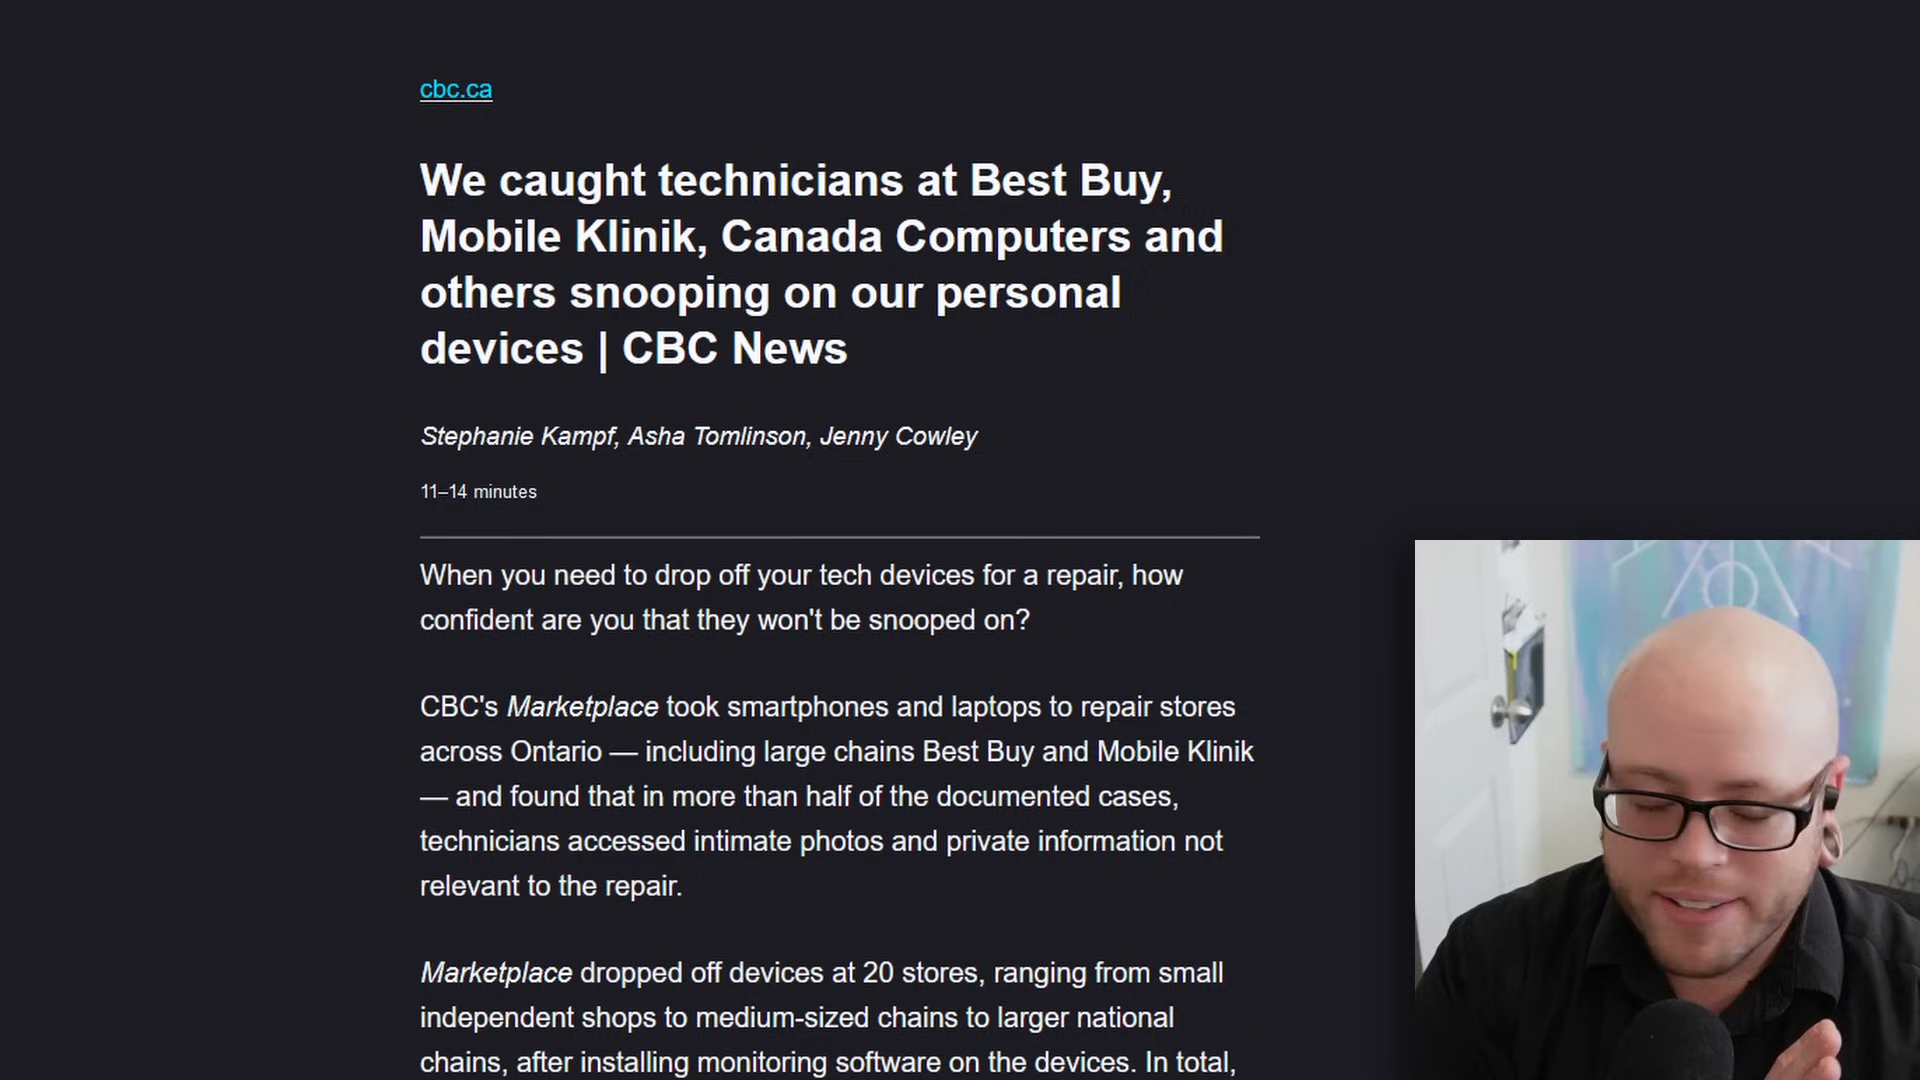 cbc.ca
We caught technicians at Best Buy,
Mobile Klinik, Canada Computers and
others snooping on our personal
devices | CBC News
Stephanie Kampf, Asha Tomlinson, Jenny Cowley
11–14 minutes
When you need to drop off your tech devices for a repair, how
confident are you that they won't be snooped on?
CBC's Marketplace took smartphones and laptops to repair stores
across Ontario — including large chains Best Buy and Mobile Klinik
— and found that in more than half of the documented cases,
technicians accessed intimate photos and private information not
relevant to the repair.
Marketplace dropped off devices at 20 stores, ranging from small
independent shops to medium-sized chains to larger national
chains, after installing monitoring software on the devices. In total,